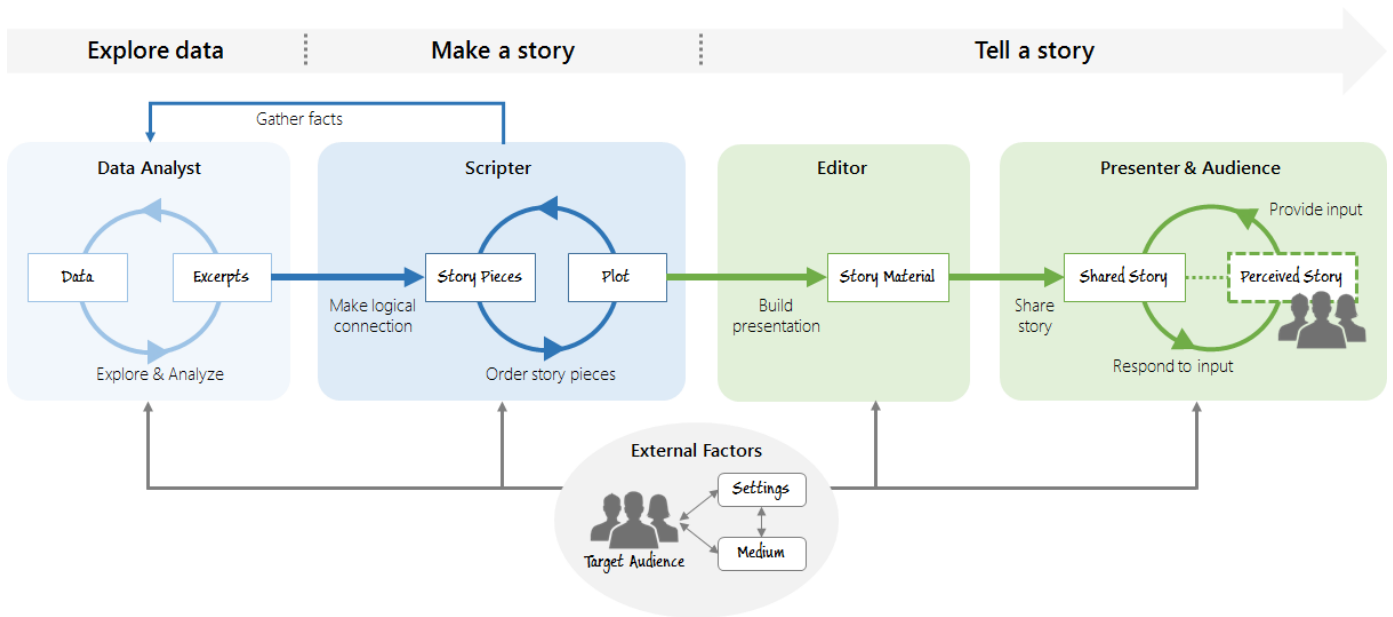 Explore data
Make a story
Tell a story
Gather facts
Data Analyst
Scripter
Editor
Presenter & Audience
Provide input
Data
Excerpts
Story Pieces
Plot
Story Material
Shared Story
Perceived Story
Make logical
connection
Build
presentation
Share
story
Explore & Analyze
Order story pieces
Respond to input
External Factors
Settings
Medium
Target Audience